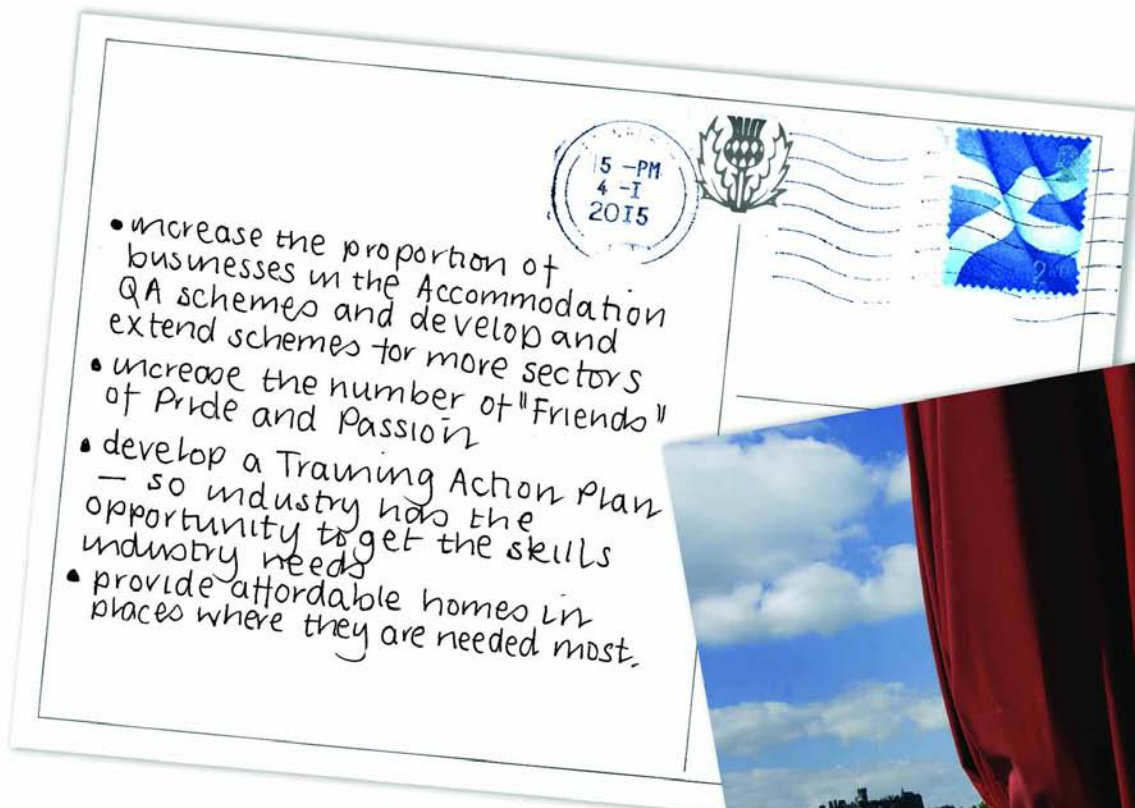 15 -PM
4 -I
2015
• increase the proportion of
businesses in the Accommodation
QA schemes and develop and
extend schemes for more sectors
• increase the number of "Friends"
of Pride and Passion
• develop a Training Action Plan
— so industry has the
opportunity to get the skills
industry needs
• provide affordable homes in
places where they are needed most.